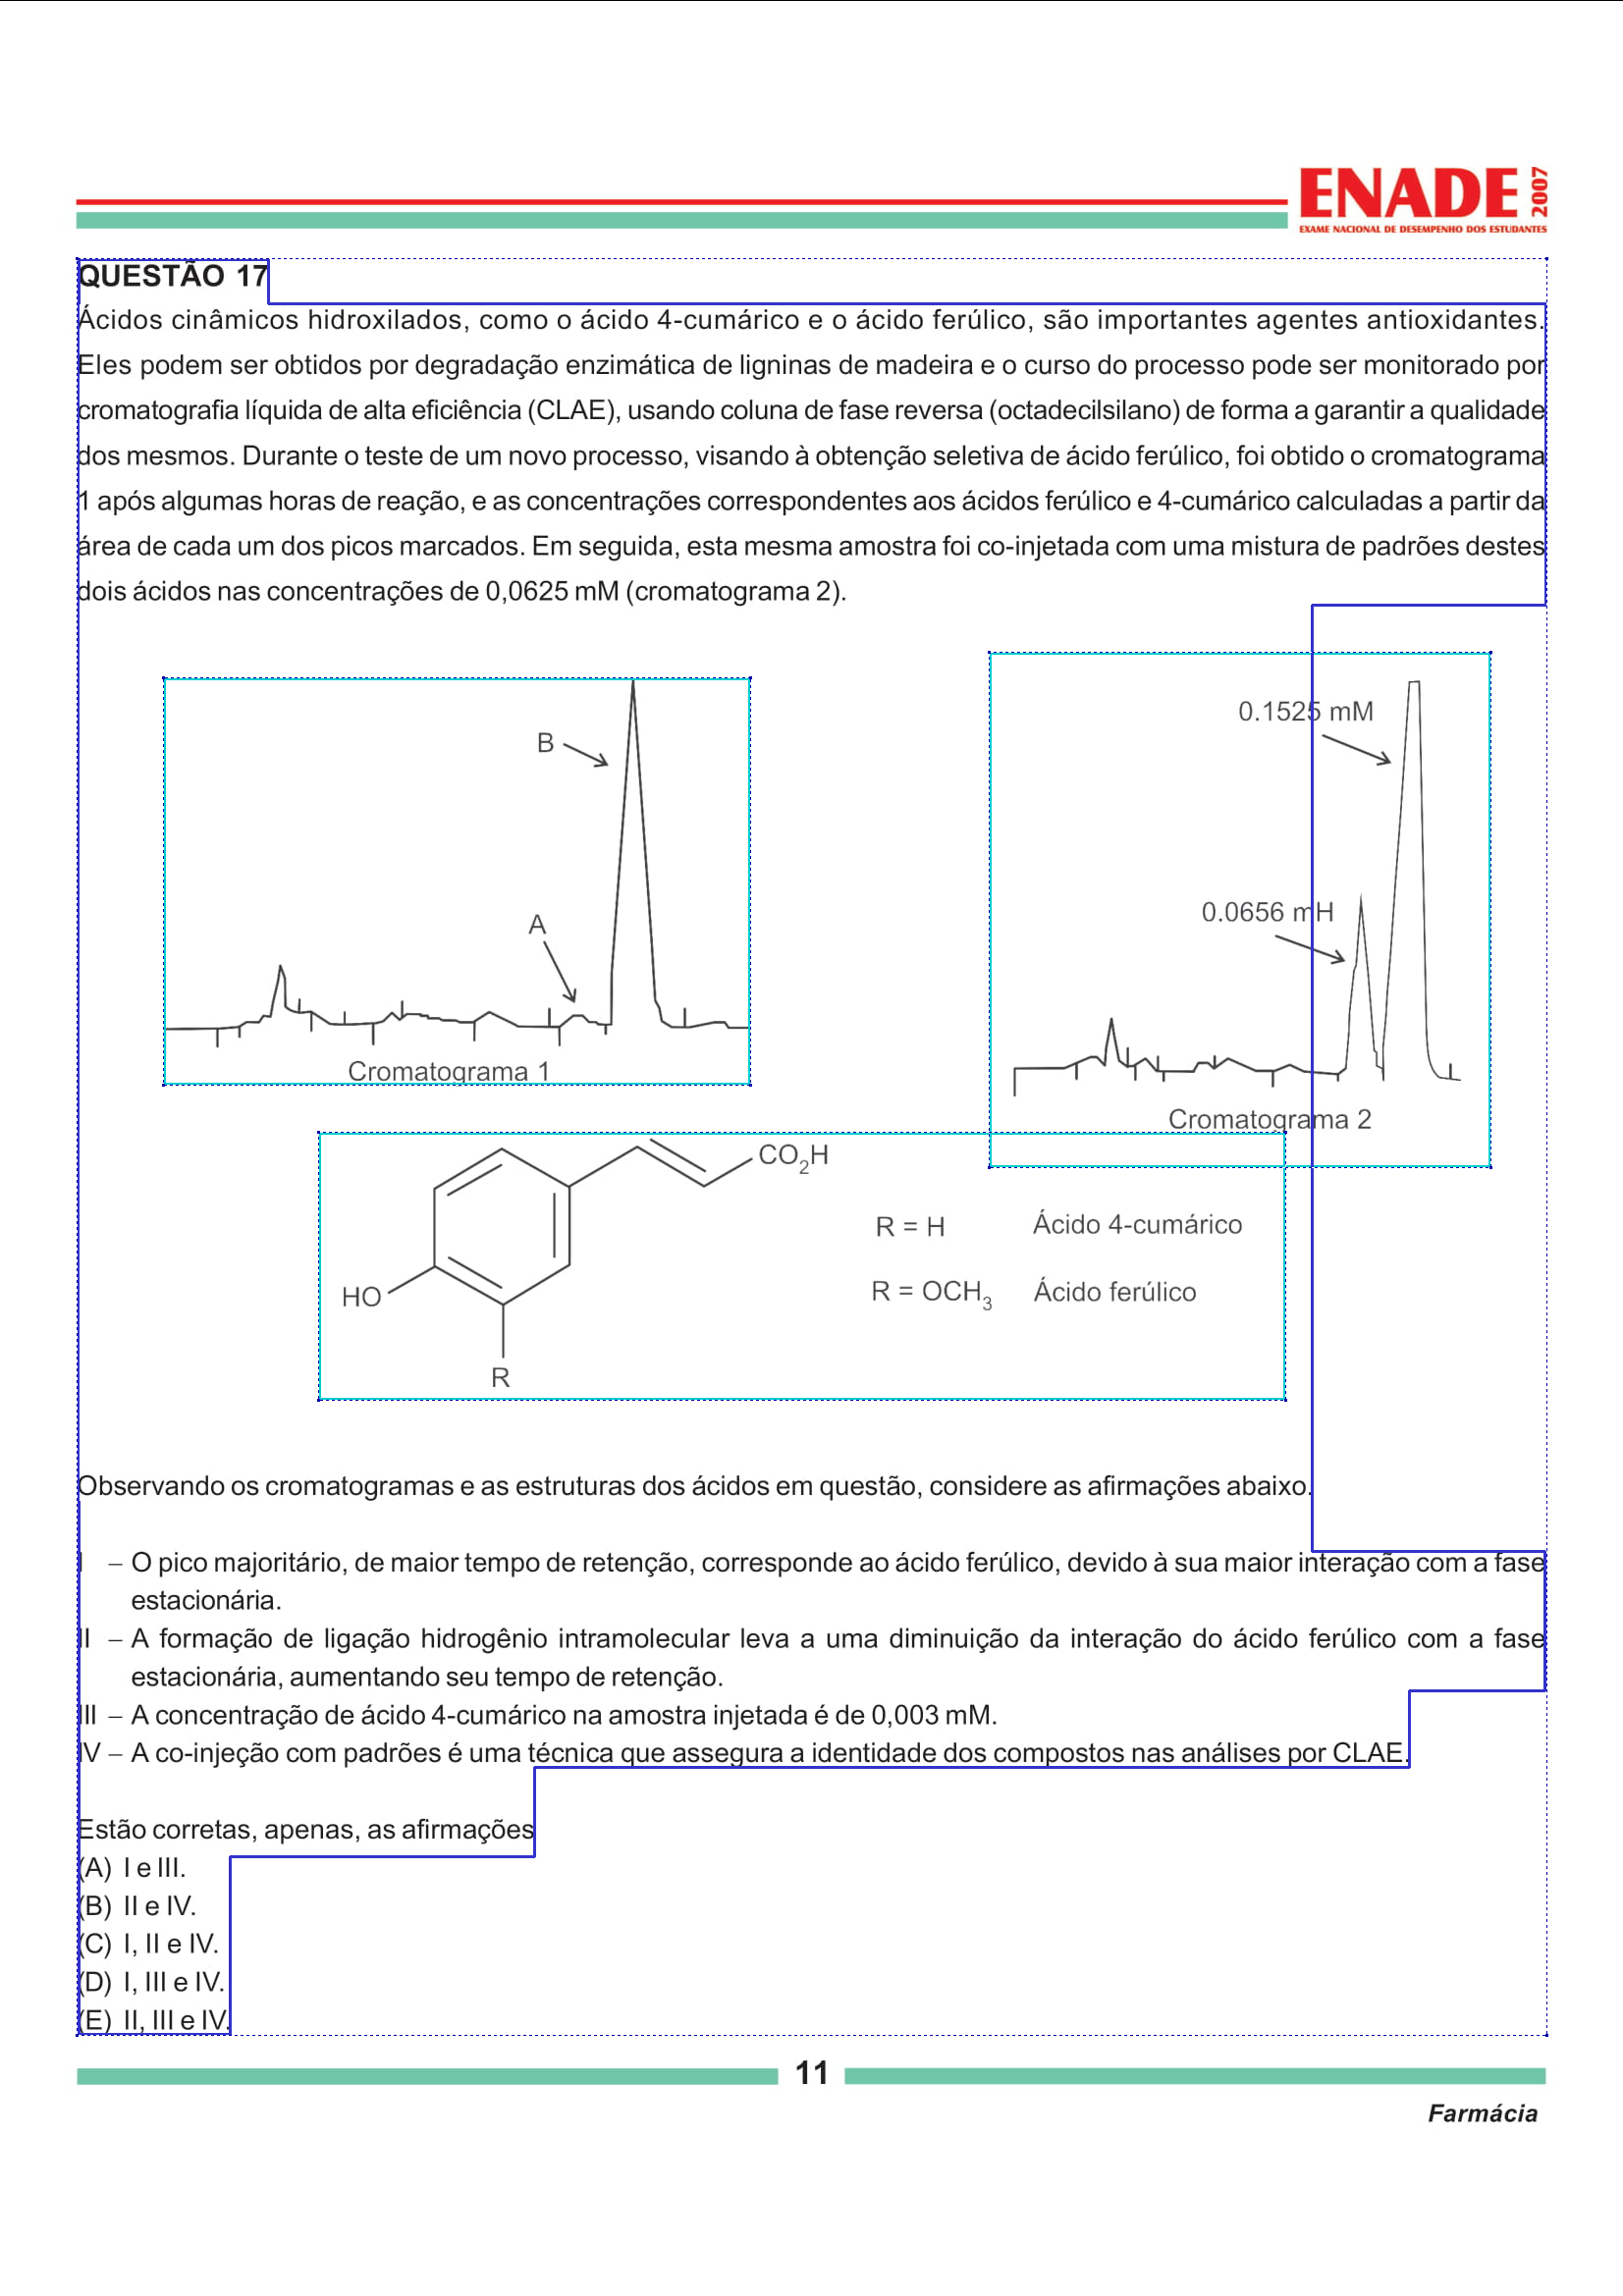 ENADE 2007
EXAME NACIONAL DE DESEMPENHO DOS ESTUDANTES
QUESTÃO 17
Ácidos cinâmicos hidroxilados, como o ácido 4-cumárico e o ácido ferúlico, são importantes agentes antioxidantes.
Eles podem ser obtidos por degradação enzimática de ligninas de madeira e o curso do processo pode ser monitorado por
cromatografia líquida de alta eficiência (CLAE), usando coluna de fase reversa (octadecilsilano) de forma a garantir a qualidade
dos mesmos. Durante o teste de um novo processo, visando à obtenção seletiva de ácido ferúlico, foi obtido o cromatograma
1 após algumas horas de reação, e as concentrações correspondentes aos ácidos ferúlico e 4-cumárico calculadas a partir da
área de cada um dos picos marcados. Em seguida, esta mesma amostra foi co-injetada com uma mistura de padrões destes
dois ácidos nas concentrações de 0,0625 mM (cromatograma 2).
B
A
Cromatograma 1
0.1525 mM
0.0656 mH
Cromatograma 2
CO2H
HO
R
R = H Ácido 4-cumárico
R = OCH3 Ácido ferúlico
Observando os cromatogramas e as estruturas dos ácidos em questão, considere as afirmações abaixo.
I – O pico majoritário, de maior tempo de retenção, corresponde ao ácido ferúlico, devido à sua maior interação com a fase
estacionária.
II – A formação de ligação hidrogênio intramolecular leva a uma diminuição da interação do ácido ferúlico com a fase
estacionária, aumentando seu tempo de retenção.
III – A concentração de ácido 4-cumárico na amostra injetada é de 0,003 mM.
IV – A co-injeção com padrões é uma técnica que assegura a identidade dos compostos nas análises por CLAE.
Estão corretas, apenas, as afirmações
(A) I e III.
(B) II e IV.
(C) I, II e IV.
(D) I, III e IV.
(E) II, III e IV.
11
Farmácia